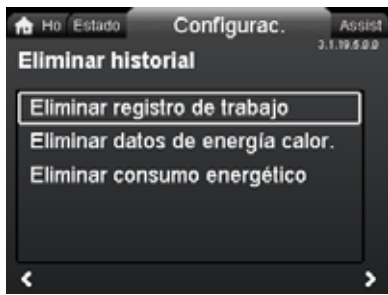 Ho Estado Configurac. Assist
3.1.19.5.0.0
Eliminar historial
Eliminar registro de trabajo
Eliminar datos de energía calor.
Eliminar consumo energético